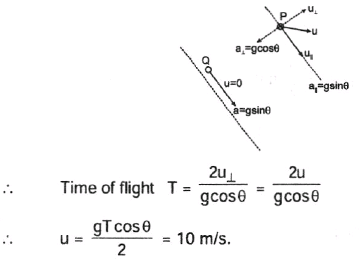 P
u⊥
u
u∥
a⊥=gcosθ
a∥=gsinθ
Q
u=0
a=gsinθ
∴ Time of flight T = 2u⊥/gcosθ = 2u/gcosθ
∴ u = gTcosθ/2 = 10 m/s.